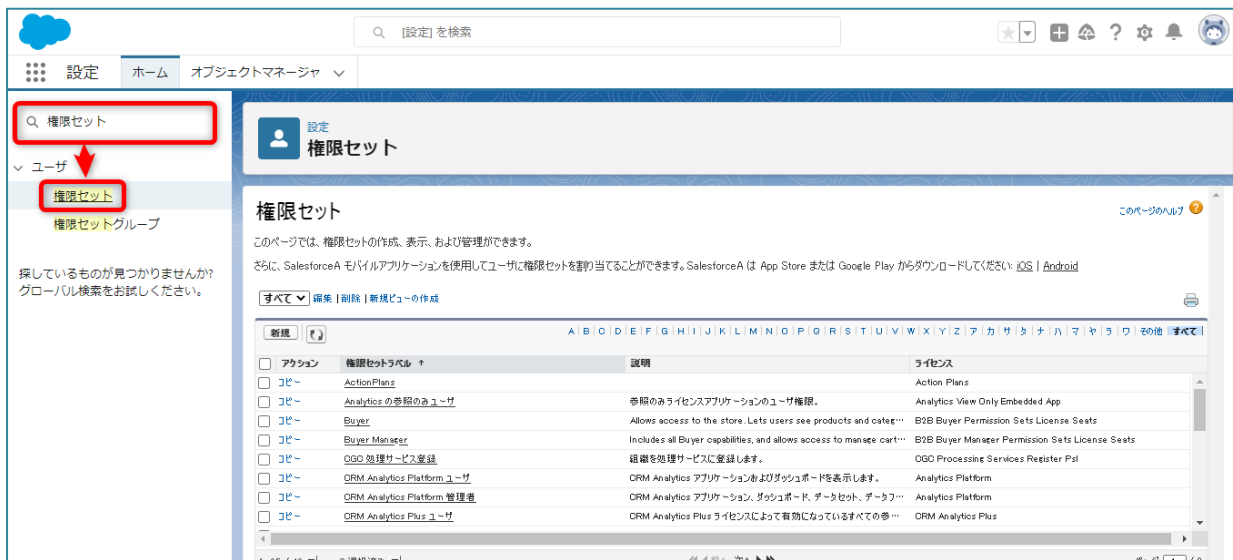 [設定] を検索
設定 ホーム オブジェクトマネージャ
権限セット
ユーザ
権限セット
権限セットグループ
探しているものが見つかりませんか?
グローバル検索をお試しください。
設定
権限セット
権限セット
このページのヘルプ
このページでは、権限セットの作成、表示、および管理ができます。
さらに、SalesforceA モバイルアプリケーションを使用してユーザに権限セットを割り当てることができます。SalesforceA は App Store または Google Play からダウンロードしてください: iOS | Android
すべて 編集 | 削除 | 新規ビューの作成
新規 A | B | C | D | E | F | G | H | I | J | K | L | M | N | O | P | Q | R | S | T | U | V | W | X | Y | Z | ア | カ | サ | タ | ナ | ハ | マ | ヤ | ラ | ワ | その他 | すべて
アクション 権限セットラベル ↑ 説明 ライセンス
コピー ActionPlans Action Plans
コピー Analytics の参照のみユーザ 参照のみライセンスアプリケーションのユーザ権限。 Analytics View Only Embedded App
コピー Buyer Allows access to the store. Lets users see products and categ… B2B Buyer Permission Sets License Seats
コピー Buyer Manager Includes all Buyer capabilities, and allows access to manage cart… B2B Buyer Manager Permission Sets License Seats
コピー CGC 処理サービス登録 組織を処理サービスに登録します。 CGC Processing Services Register Psl
コピー CRM Analytics Platform ユーザ CRM Analytics アプリケーションおよびダッシュボードを表示します。 Analytics Platform
コピー CRM Analytics Platform 管理者 CRM Analytics アプリケーション、ダッシュボード、データセット、データフ… Analytics Platform
コピー CRM Analytics Plus ユーザ CRM Analytics Plus ライセンスによって有効になっているすべての参… CRM Analytics Plus